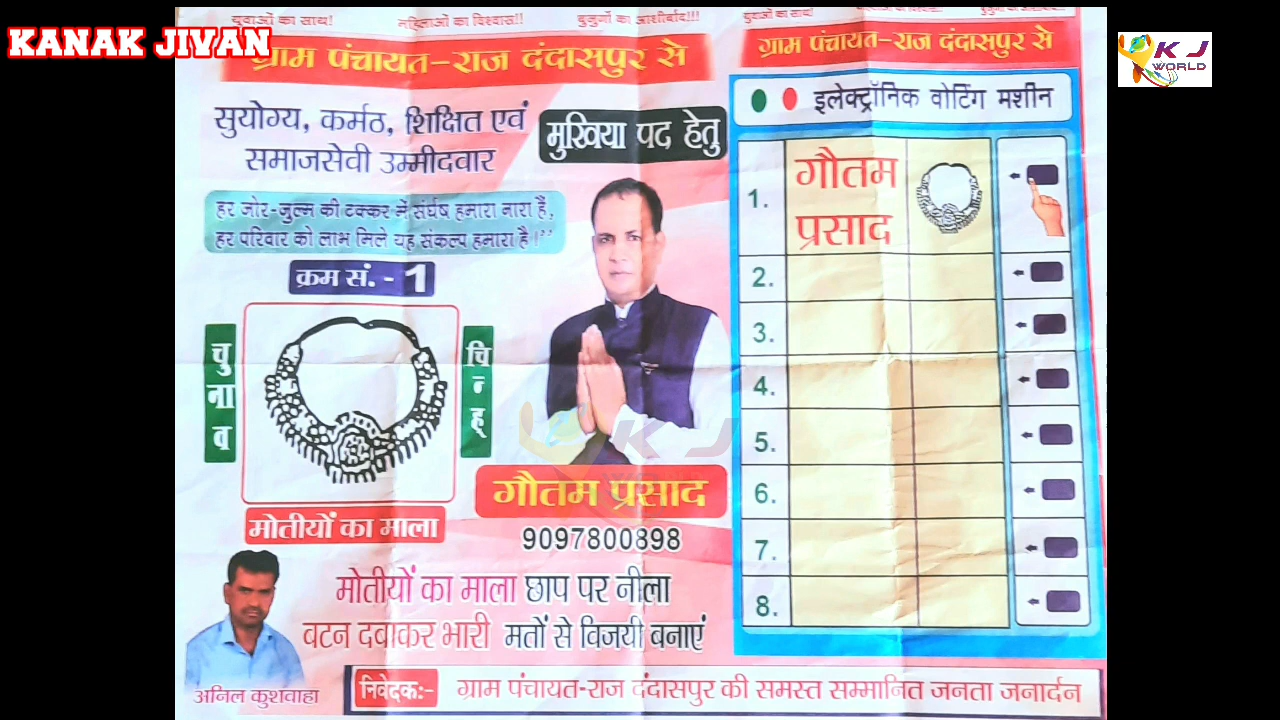 KANAK JIVAN
KJ
WORLD
युवाओं का साथ! महिलाओं का विश्वास!! बुजुर्गों का आशीर्वाद!!!
ग्राम पंचायत-राज दंदासपुर से
सुयोग्य, कर्मठ, शिक्षित एवं
समाजसेवी उम्मीदवार
मुखिया पद हेतु
हर जोर-जुल्म की टक्कर में संर्घष हमारा नारा है,
हर परिवार को लाभ मिले यह संकल्प हमारा है।''
क्रम सं.- 1
चुनाव
चिन्ह्
मोतीयों का माला
गौतम प्रसाद
9097800898
KJ
मोतीयों का माला छाप पर नीला
बटन दबाकर भारी मतों से विजयी बनाएं
अनिल कुशवाहा
निवेदक:- ग्राम पंचायत-राज दंदासपुर की समस्त सम्मानित जनता जनार्दन
युवाओं का साथ!
ग्राम पंचायत-राज दंदासपुर से
इलेक्ट्रॉनिक वोटिंग मशीन
1. गौतम
प्रसाद
2.
3.
4.
5.
6.
7.
8.